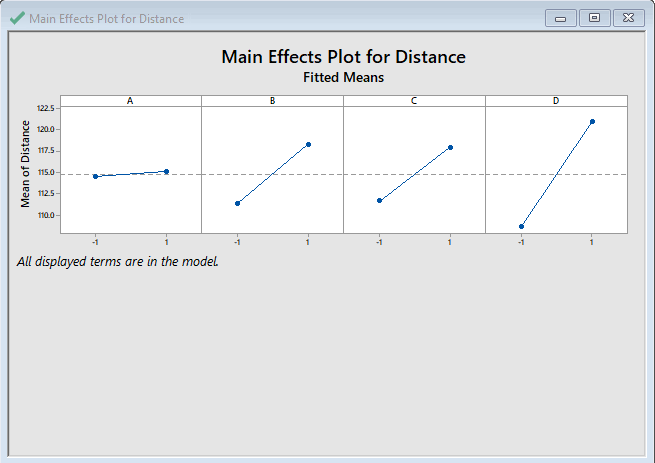 Main Effects Plot for Distance
Main Effects Plot for Distance
Fitted Means
A B C D
Mean of Distance
122.5
120.0
117.5
115.0
112.5
110.0
-1 1 -1 1 -1 1 -1 1
All displayed terms are in the model.